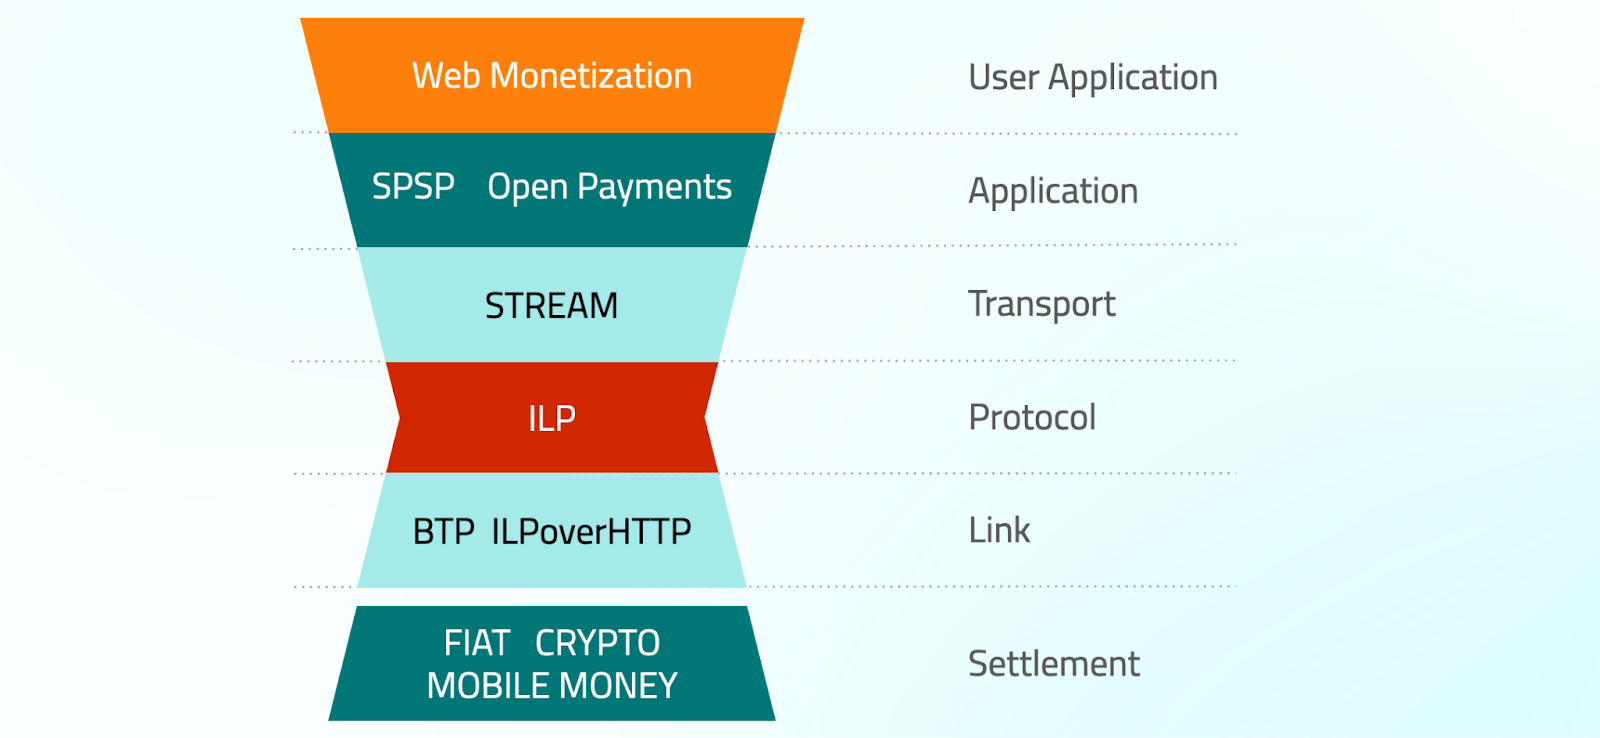 Web Monetization User Application
SPSP Open Payments Application
STREAM Transport
ILP Protocol
BTP ILPoverHTTP Link
FIAT CRYPTO
MOBILE MONEY
Settlement